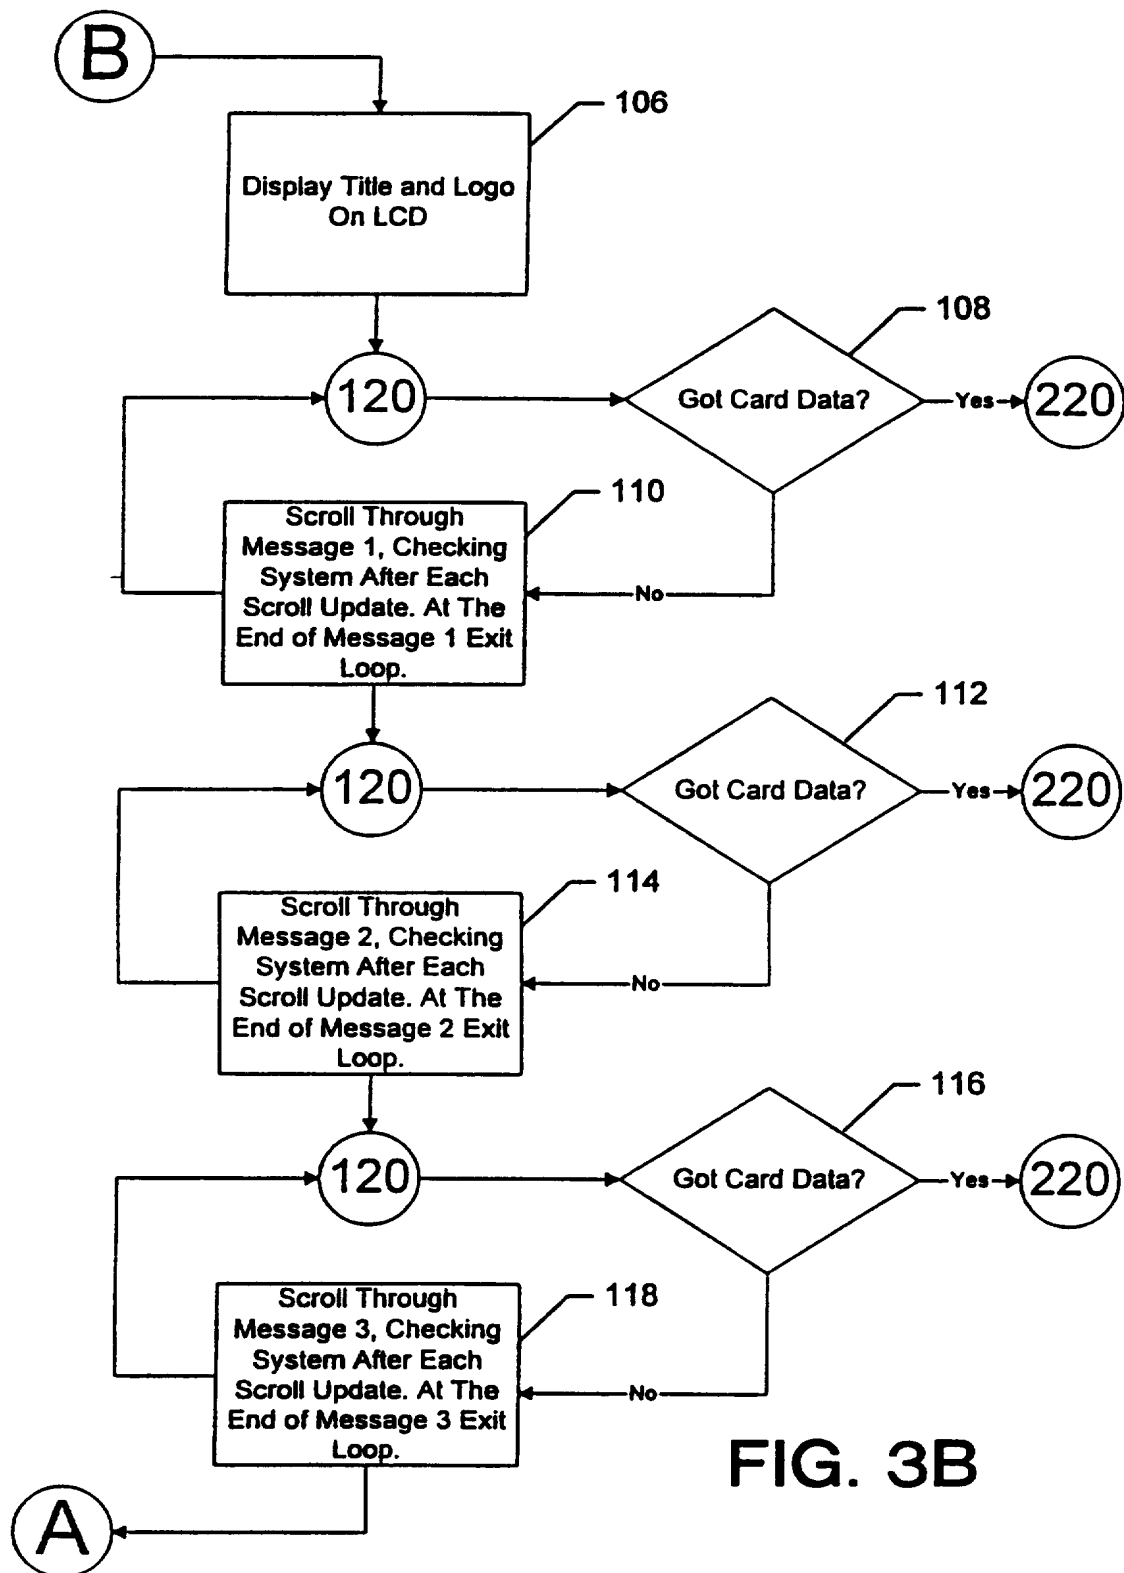 B
106
Display Title and Logo
On LCD
108
120
Got Card Data?
Yes
220
110
Scroll Through
Message 1, Checking
System After Each
Scroll Update. At The
End of Message 1 Exit
Loop.
No
112
120
Got Card Data?
Yes
220
114
Scroll Through
Message 2, Checking
System After Each
Scroll Update. At The
End of Message 2 Exit
Loop.
No
116
120
Got Card Data?
Yes
220
118
Scroll Through
Message 3, Checking
System After Each
Scroll Update. At The
End of Message 3 Exit
Loop.
No
FIG. 3B
A